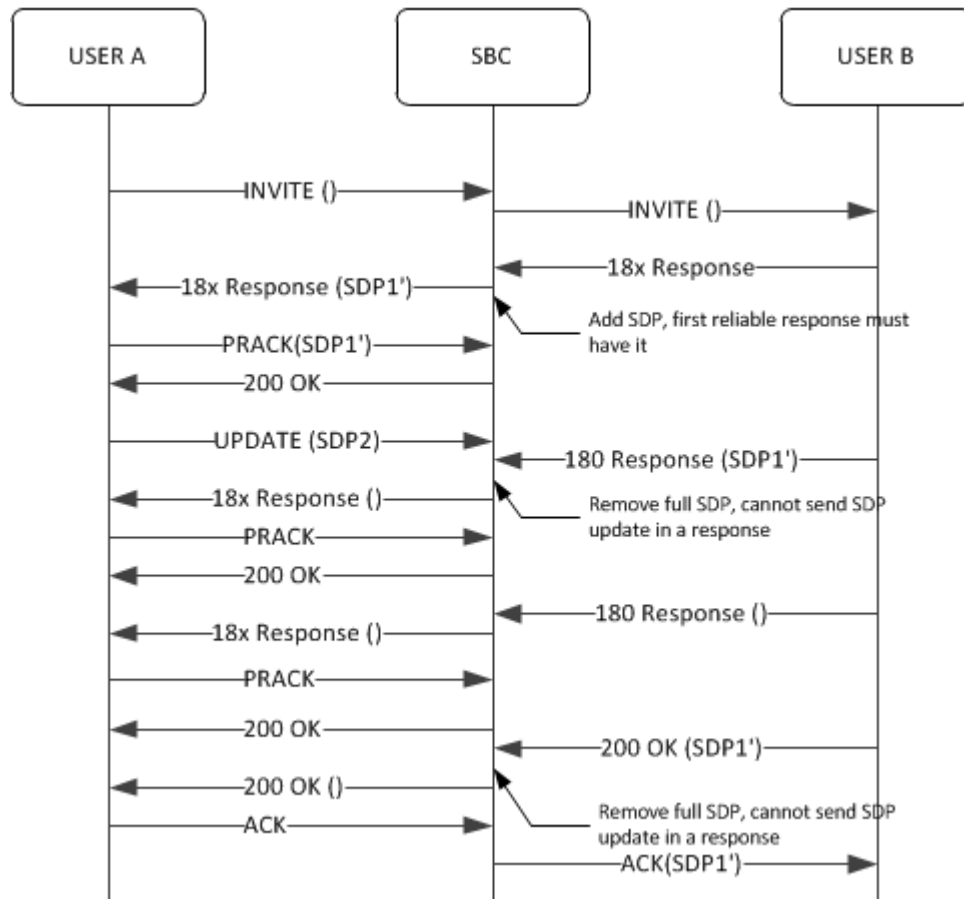 USER A
SBC
USER B
INVITE ()
INVITE ()
18x Response
18x Response (SDP1')
Add SDP, first reliable response must
have it
PRACK(SDP1')
200 OK
UPDATE (SDP2)
180 Response (SDP1')
18x Response ()
Remove full SDP, cannot send SDP
update in a response
PRACK
200 OK
180 Response ()
18x Response ()
PRACK
200 OK
200 OK (SDP1')
200 OK ()
Remove full SDP, cannot send SDP
update in a response
ACK
ACK(SDP1')